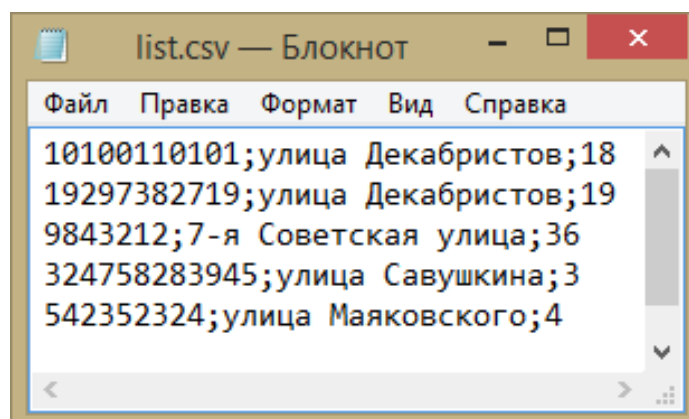 list.csv — Блокнот
Файл Правка Формат Вид Справка
10100110101;улица Декабристов;18
19297382719;улица Декабристов;19
9843212;7-я Советская улица;36
324758283945;улица Савушкина;3
542352324;улица Маяковского;4